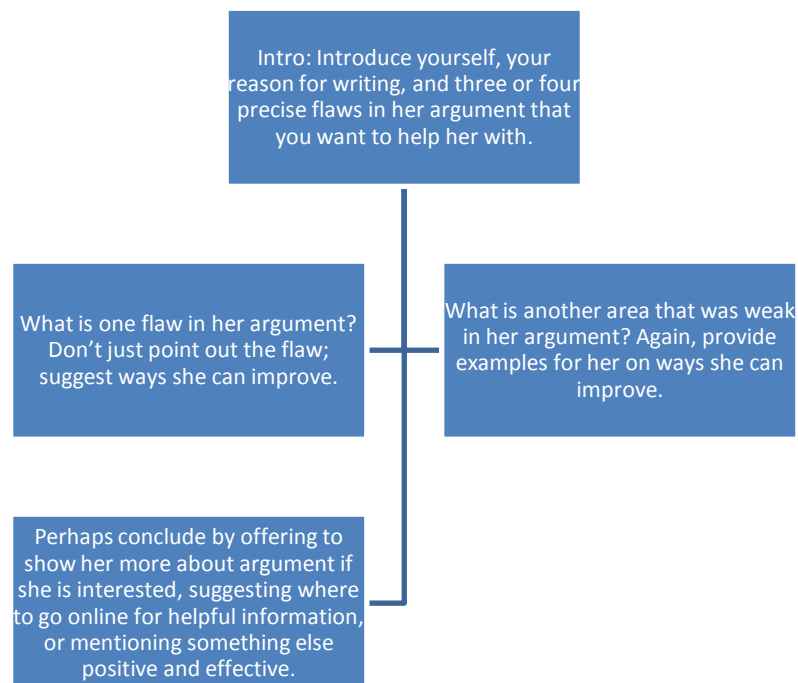 Intro: Introduce yourself, your
reason for writing, and three or four
precise flaws in her argument that
you want to help her with.
What is one flaw in her argument?
Don’t just point out the flaw;
suggest ways she can improve.
What is another area that was weak
in her argument? Again, provide
examples for her on ways she can
improve.
Perhaps conclude by offering to
show her more about argument if
she is interested, suggesting where
to go online for helpful information,
or mentioning something else
positive and effective.